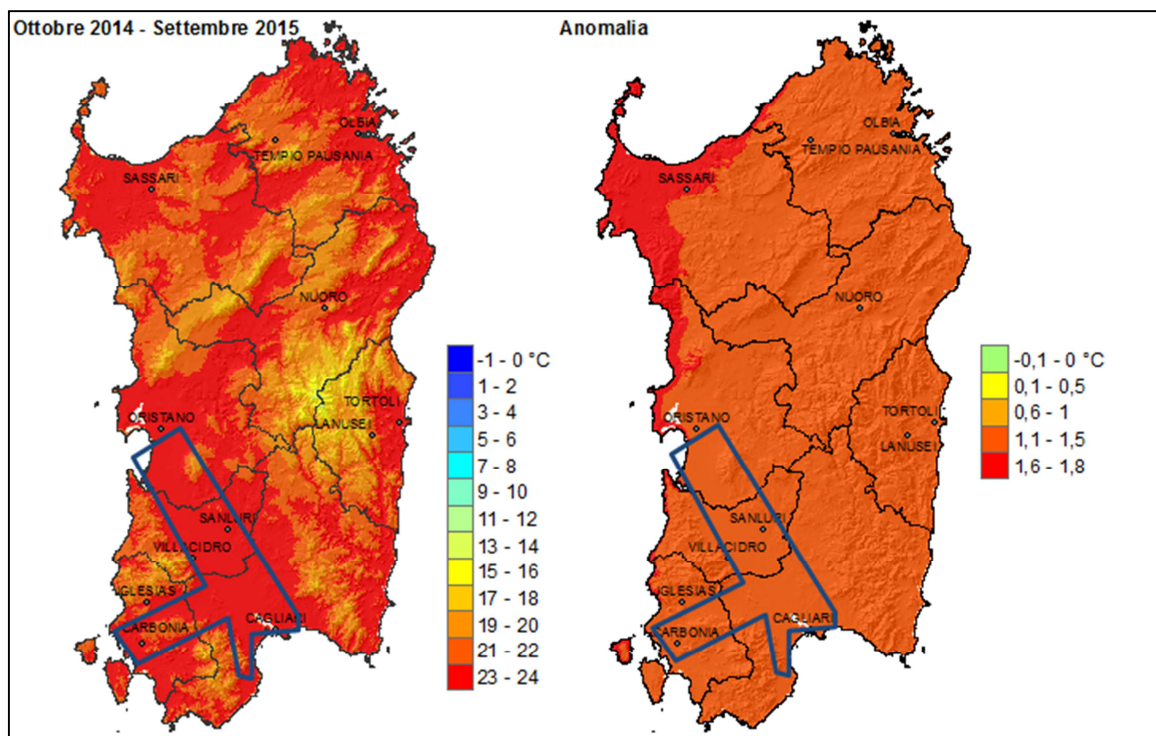 Ottobre 2014 - Settembre 2015
OLBIA
TEMPIO PAUSANIA
SASSARI
NUORO
TORTOLI
LANUSEI
ORISTANO
SANLURI
VILLACIDRO
IGLESIAS
CAGLIARI
CARBONIA
-1 - 0 °C
1 - 2
3 - 4
5 - 6
7 - 8
9 - 10
11 - 12
13 - 14
15 - 16
17 - 18
19 - 20
21 - 22
23 - 24
Anomalia
OLBIA
TEMPIO PAUSANIA
SASSARI
NUORO
TORTOLI
LANUSEI
ORISTANO
SANLURI
VILLACIDRO
IGLESIAS
CAGLIARI
CARBONIA
-0,1 - 0 °C
0,1 - 0,5
0,6 - 1
1,1 - 1,5
1,6 - 1,8